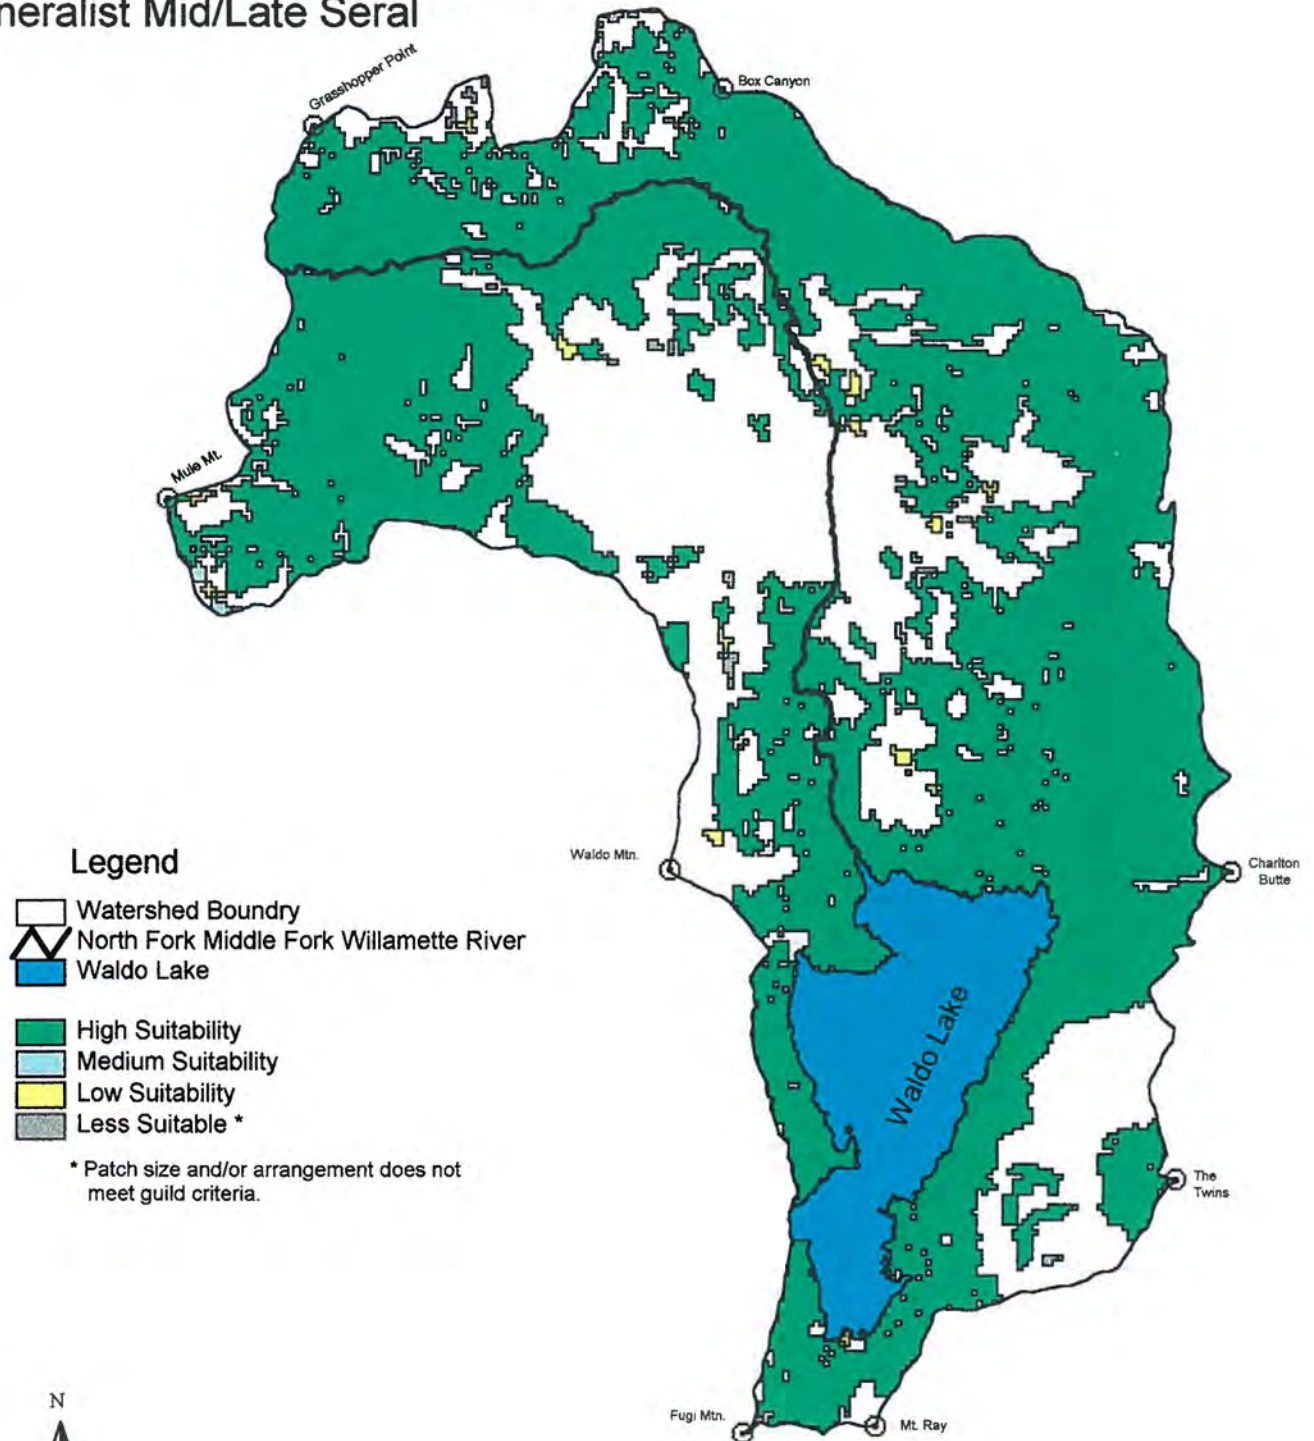 neralist Mid/Late Seral
Grasshopper Point
Box Canyon
Mule Mt.
Waldo Mtn.
Charlton
Butte
Legend
Watershed Boundry
North Fork Middle Fork Willamette River
Waldo Lake
High Suitability
Medium Suitability
Low Suitability
Less Suitable *
* Patch size and/or arrangement does not
meet guild criteria.
Waldo Lake
The
Twins
Fugi Mtn.
Mt. Ray
N